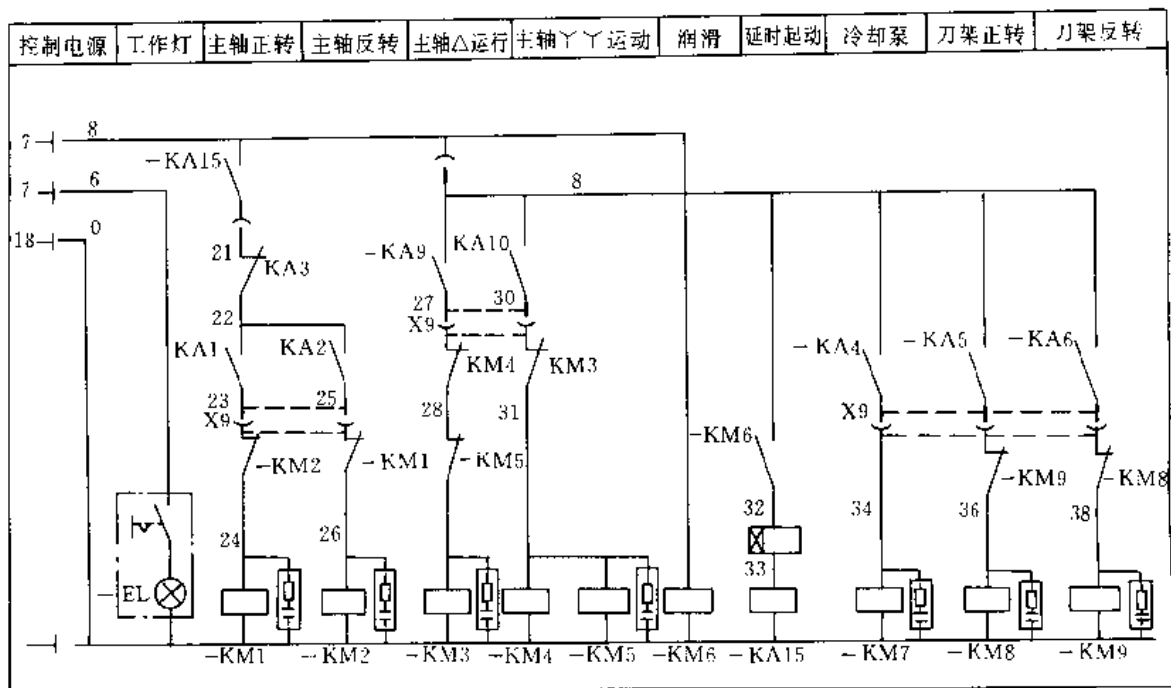 控制电源 工作灯 主轴正转 主轴反转 主轴△运行 主轴丫丫运动 润滑 延时起动 冷却泵 刀架正转 刀架反转
7 8
-KA15
7 6 8
18 0
21 KA3 -KA9 KA10
27 30
22 X9
KA1 KA2 KM4 KM3 -KA4 -KA5 -KA6
23 25 28 31 X9
X9
-KM2 -KM1 -KM5 -KM6 -KM9 -KM8
32 34 36 38
24 26
33
EL
-KM1 -KM2 -KM3 -KM4 -KM5 -KM6 -KA15 -KM7 -KM8 -KM9